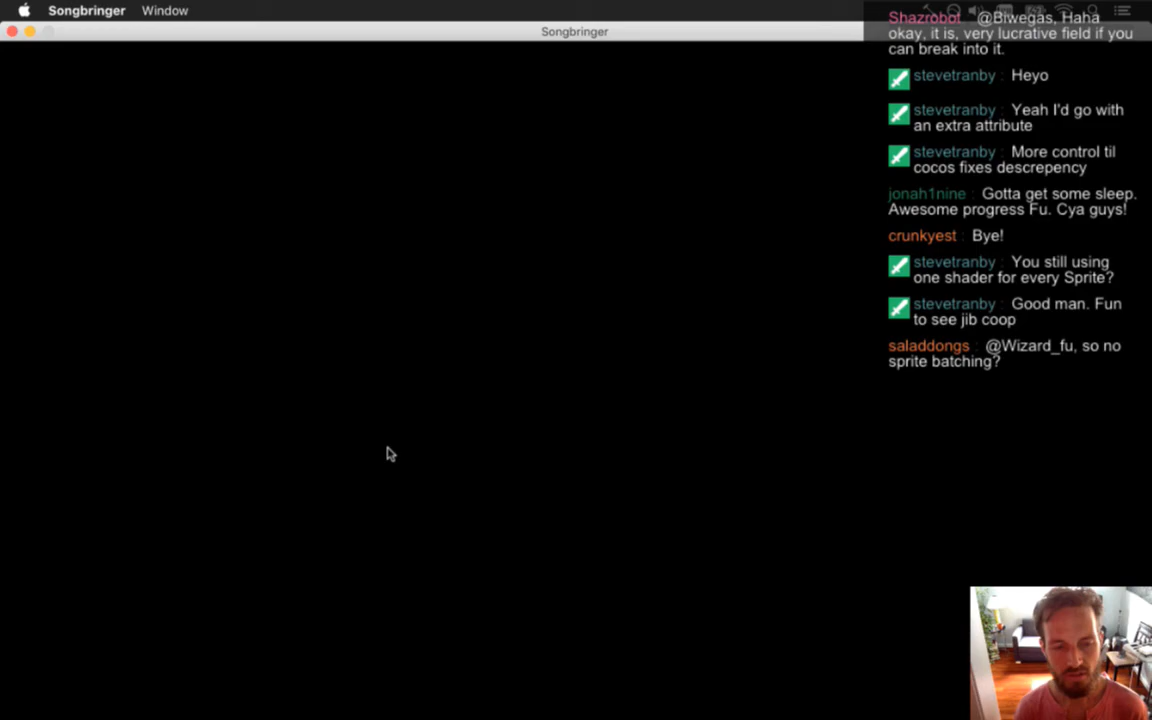 Songbringer Window
Songbringer
Shazrobot @Biwegas, Haha
okay, it is, very lucrative field if you
can break into it.
stevetranby : Heyo
stevetranby : Yeah I'd go with
an extra attribute
stevetranby : More control til
cocos fixes descrepency
jonah1nine : Gotta get some sleep.
Awesome progress Fu. Cya guys!
crunkyest : Bye!
stevetranby : You still using
one shader for every Sprite?
stevetranby : Good man. Fun
to see jib coop
saladdongs : @Wizard_fu, so no
sprite batching?